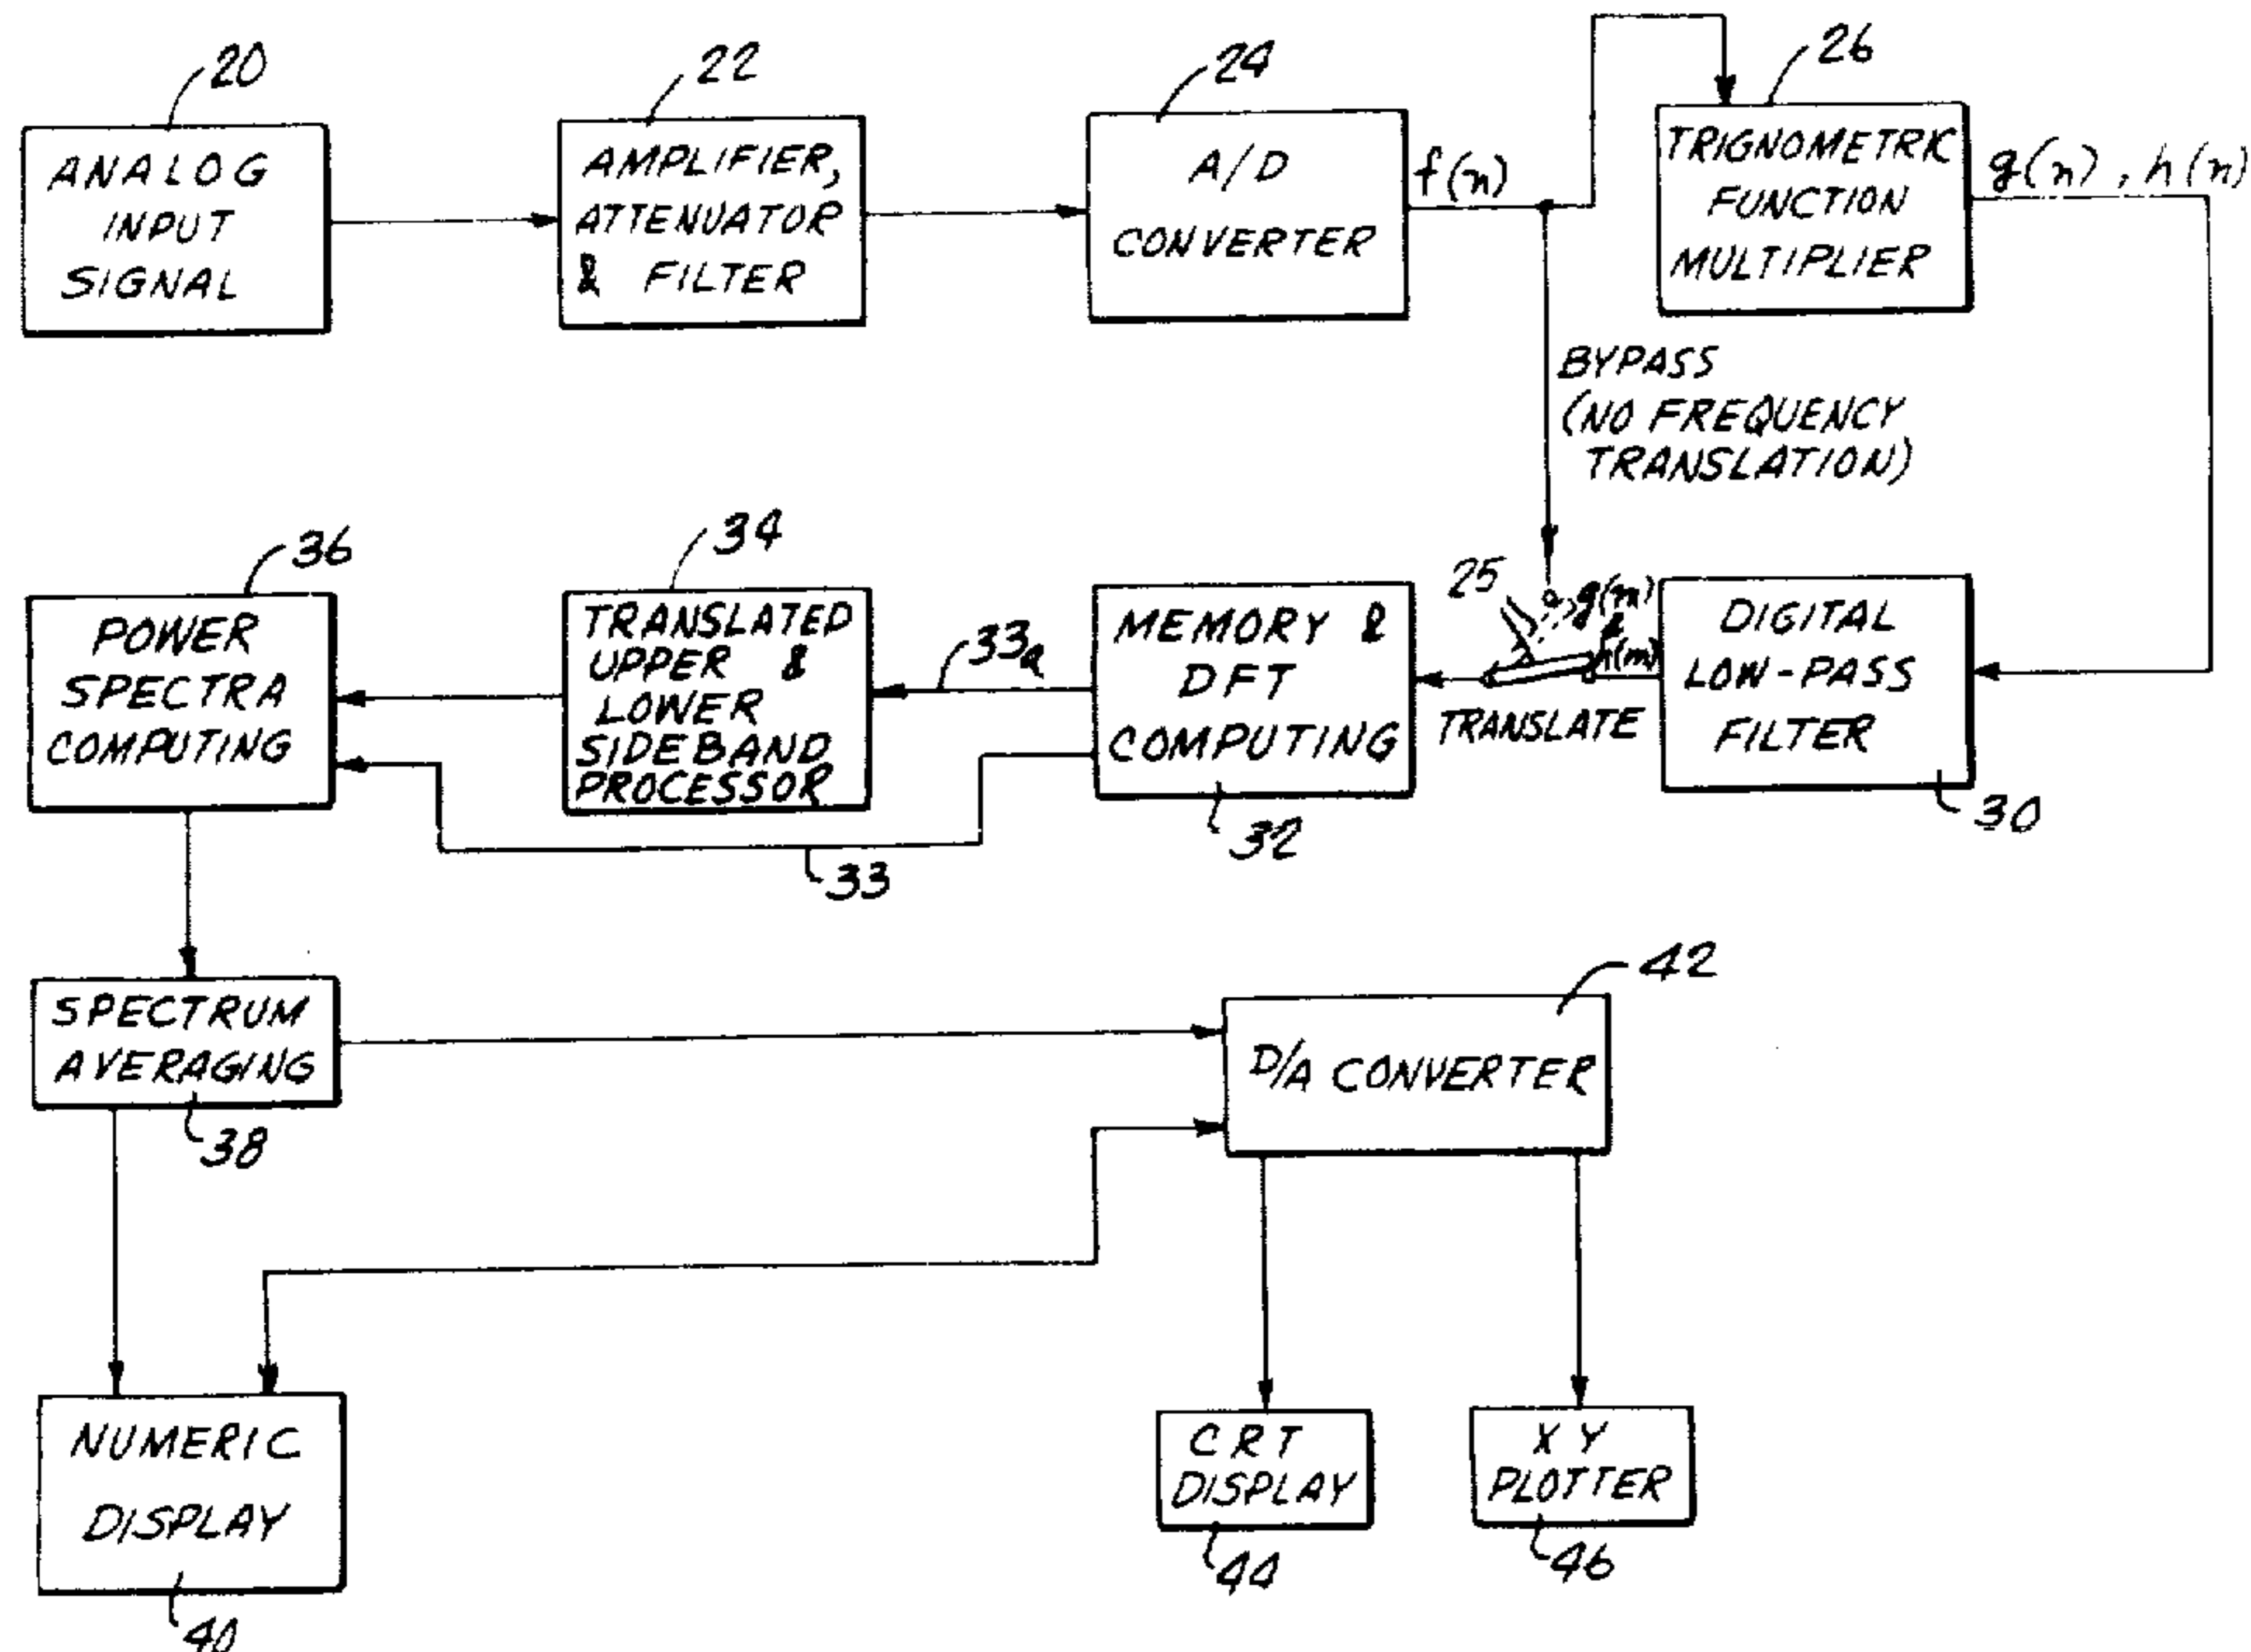 20
ANALOG
INPUT
SIGNAL
22
AMPLIFIER,
ATTENUATOR
& FILTER
24
A/D
CONVERTER
f(n)
26
TRIGNOMETRIC
FUNCTION
MULTIPLIER
g(n), h(n)
BYPASS
(NO FREQUENCY
TRANSLATION)
36
POWER
SPECTRA
COMPUTING
34
TRANSLATED
UPPER &
LOWER
SIDEBAND
PROCESSOR
33a
33
MEMORY &
DFT
COMPUTING
32
25
g(m)
&
h(m)
TRANSLATE
DIGITAL
LOW-PASS
FILTER
30
SPECTRUM
AVERAGING
38
42
D/A CONVERTER
NUMERIC
DISPLAY
40
CRT
DISPLAY
44
XY
PLOTTER
46